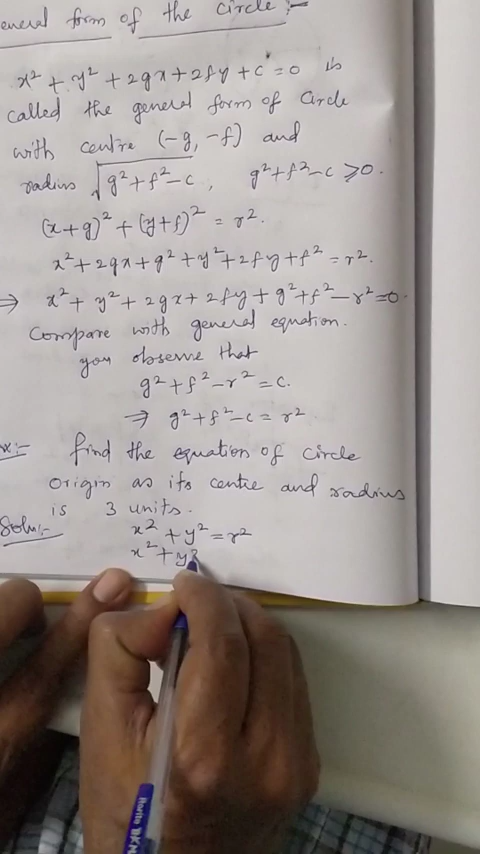 eneral form of the circle :-
x² + y² + 2gx + 2fy + c = 0 is
called the general form of circle
with centre (-g, -f) and
radius √g²+f²-c , g²+f²-c ≥ 0.
(x+g)² + (y+f)² = r².
x² + 2gx + g² + y² + 2fy + f² = r².
⇒ x² + y² + 2gx + 2fy + g² + f² - r² = 0.
Compare with general equation.
you observe that
g² + f² - r² = c.
⇒ g² + f² - c = r².
x:- find the equation of circle
origin as its centre and radius
is 3 units.
Soln:- x² + y² = r²
x² + y